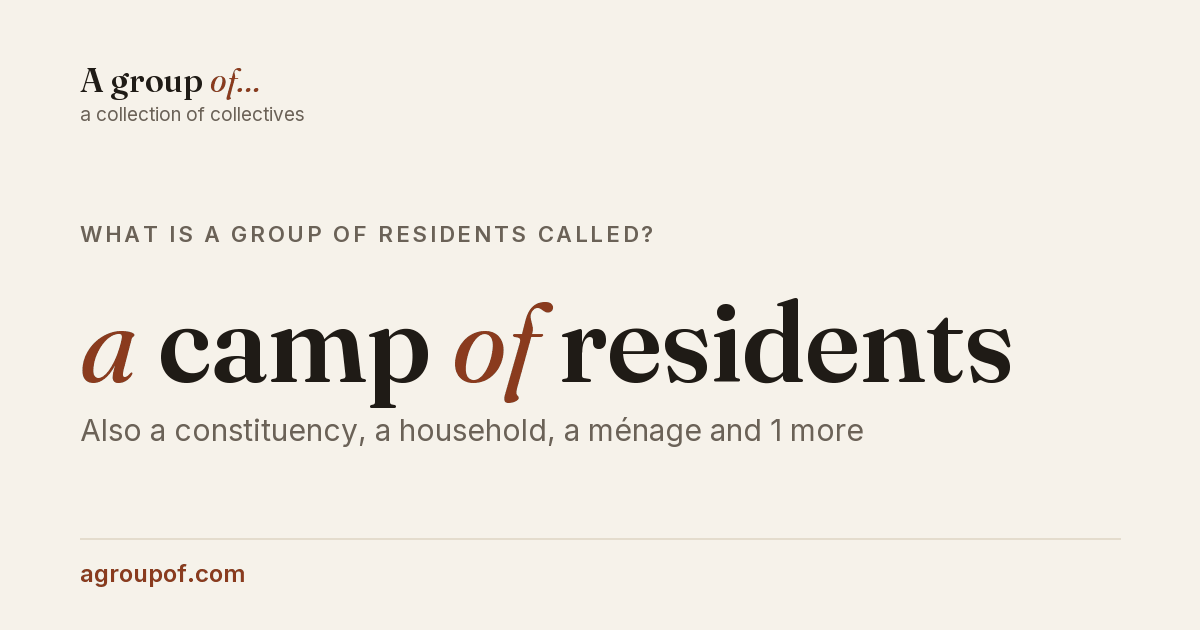 A group of...
a collection of collectives
WHAT IS A GROUP OF RESIDENTS CALLED?
a camp of residents
Also a constituency, a household, a ménage and 1 more
agroupof.com